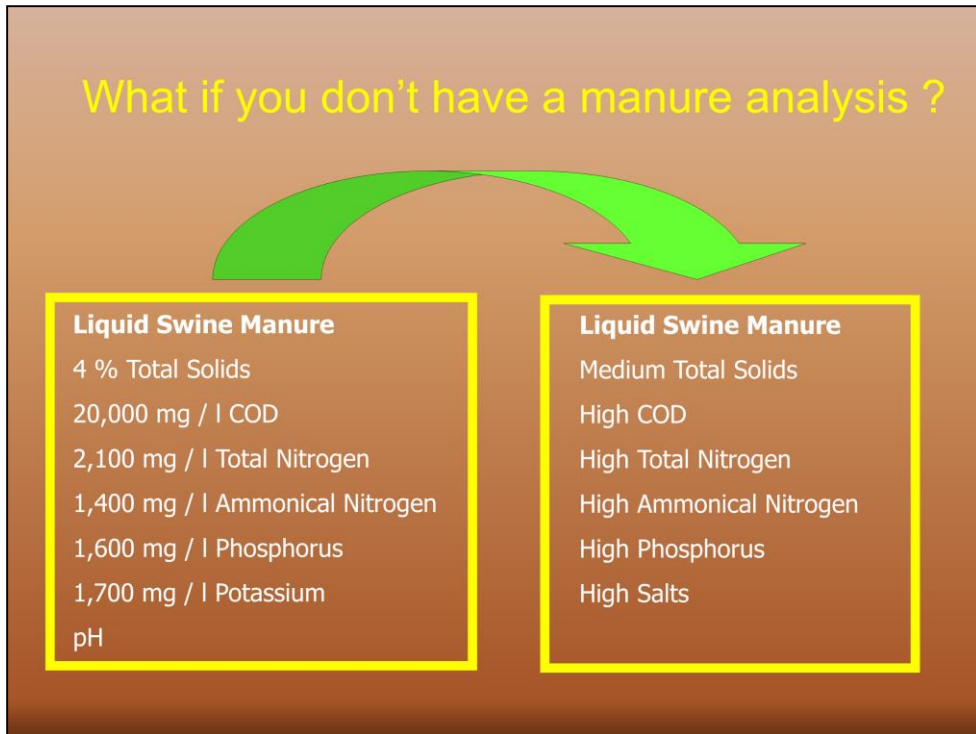 What if you don’t have a manure analysis ?
Liquid Swine Manure
4 % Total Solids
20,000 mg / l COD
2,100 mg / l Total Nitrogen
1,400 mg / l Ammonical Nitrogen
1,600 mg / l Phosphorus
1,700 mg / l Potassium
pH
Liquid Swine Manure
Medium Total Solids
High COD
High Total Nitrogen
High Ammonical Nitrogen
High Phosphorus
High Salts